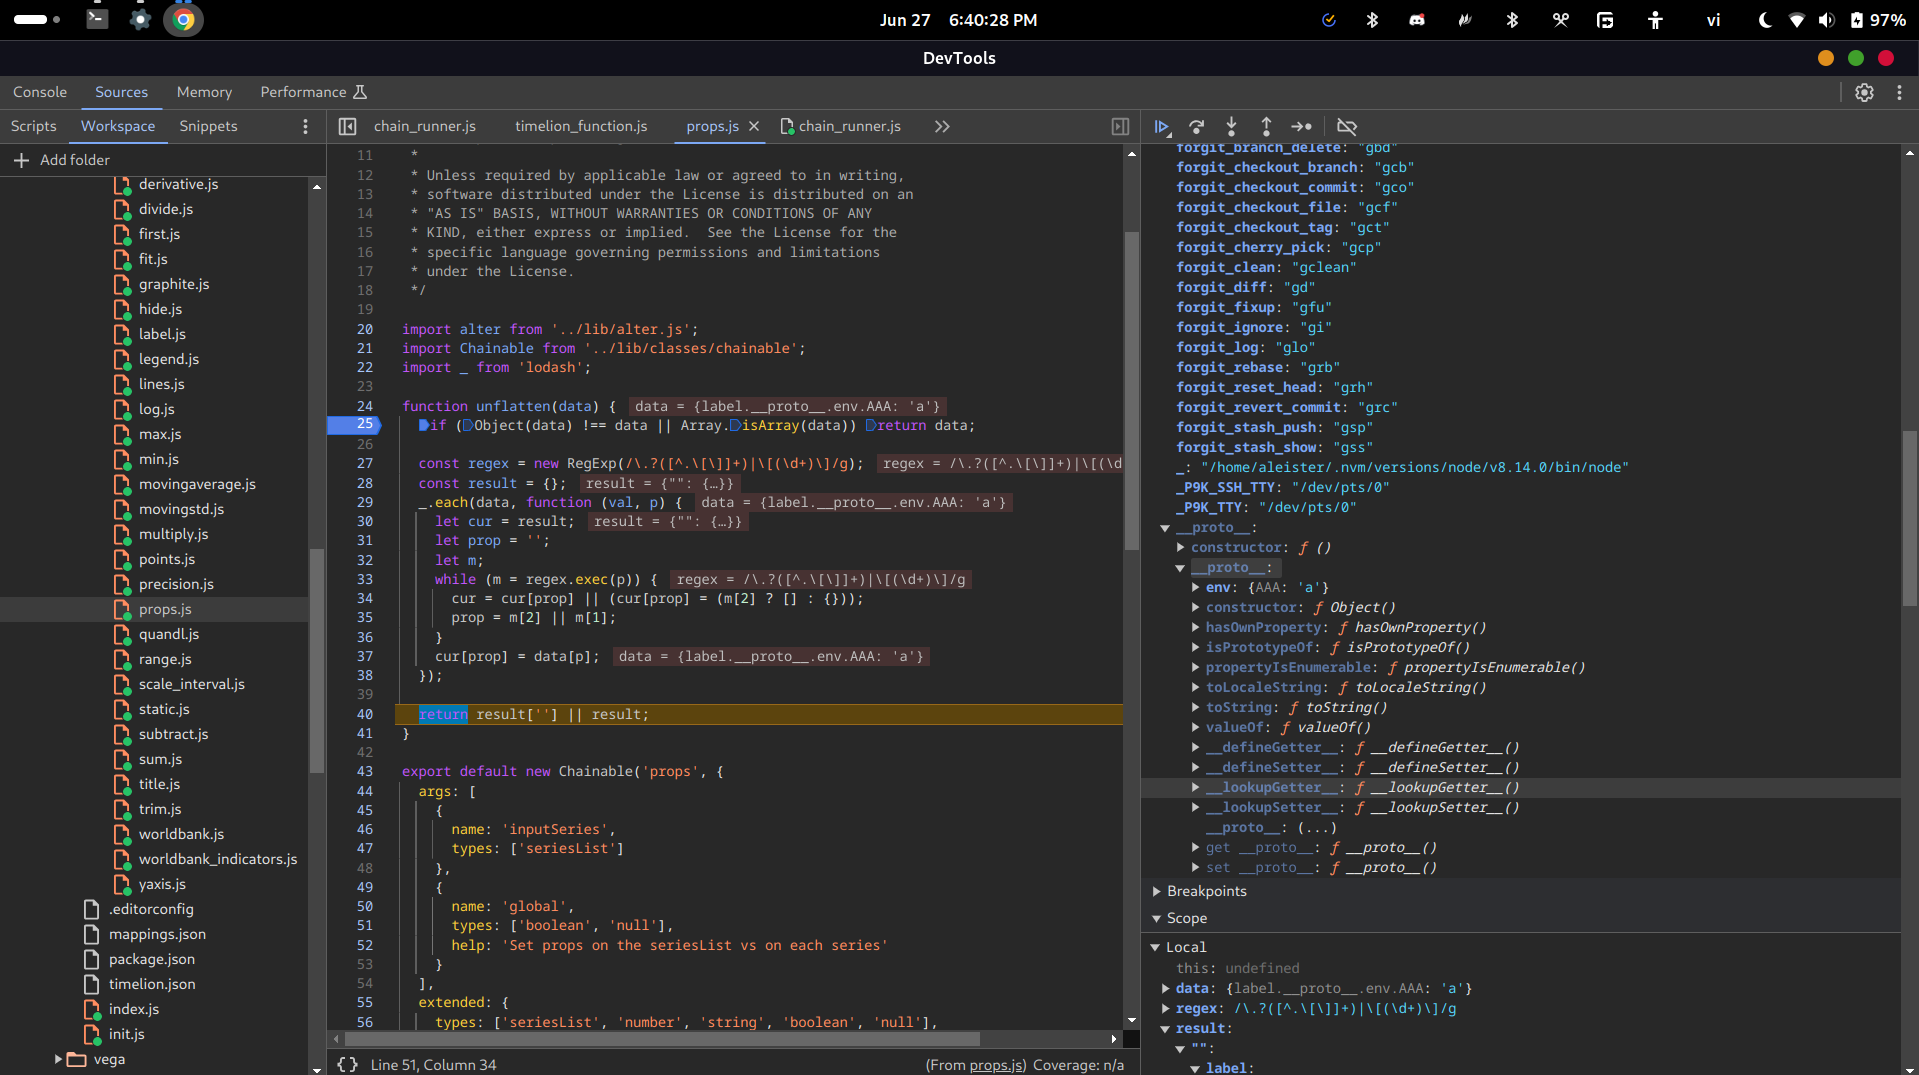 Jun 27 6:40:28 PM
vi
97%
DevTools
Console Sources Memory Performance
Scripts Workspace Snippets
Add folder
derivative.js
divide.js
first.js
fit.js
graphite.js
hide.js
label.js
legend.js
lines.js
log.js
max.js
min.js
movingaverage.js
movingstd.js
multiply.js
points.js
precision.js
props.js
quandl.js
range.js
scale_interval.js
static.js
subtract.js
sum.js
title.js
trim.js
worldbank.js
worldbank_indicators.js
yaxis.js
.editorconfig
mappings.json
package.json
timelion.json
index.js
init.js
vega
chain_runner.js timelion_function.js props.js chain_runner.js
11 *
12 * Unless required by applicable law or agreed to in writing,
13 * software distributed under the License is distributed on an
14 * "AS IS" BASIS, WITHOUT WARRANTIES OR CONDITIONS OF ANY
15 * KIND, either express or implied.  See the License for the
16 * specific language governing permissions and limitations
17 * under the License.
18 */
19
20 import alter from '../lib/alter.js';
21 import Chainable from '../lib/classes/chainable';
22 import _ from 'lodash';
23
24 function unflatten(data) { data = {label.__proto__.env.AAA: 'a'}
25 if (Object(data) !== data || Array.isArray(data)) return data;
26
27 const regex = new RegExp(/\.?([^.\[\]]+)|\[(\d+)\]/g); regex = /\.?([^.\[\]]+)|\[(\d
28 const result = {}; result = {"": {…}}
29 _.each(data, function (val, p) { data = {label.__proto__.env.AAA: 'a'}
30 let cur = result; result = {"": {…}}
31 let prop = '';
32 let m;
33 while (m = regex.exec(p)) { regex = /\.?([^.\[\]]+)|\[(\d+)\]/g
34 cur = cur[prop] || (cur[prop] = (m[2] ? [] : {}));
35 prop = m[2] || m[1];
36 }
37 cur[prop] = data[p]; data = {label.__proto__.env.AAA: 'a'}
38 });
39
40 return result[''] || result;
41 }
42
43 export default new Chainable('props', {
44 args: [
45 {
46 name: 'inputSeries',
47 types: ['seriesList']
48 },
49 {
50 name: 'global',
51 types: ['boolean', 'null'],
52 help: 'Set props on the seriesList vs on each series'
53 }
54 ],
55 extended: {
56 types: ['seriesList', 'number', 'string', 'boolean', 'null'],
{} Line 51, Column 34 (From props.js) Coverage: n/a
forgit_branch_delete: "gbd"
forgit_checkout_branch: "gcb"
forgit_checkout_commit: "gco"
forgit_checkout_file: "gcf"
forgit_checkout_tag: "gct"
forgit_cherry_pick: "gcp"
forgit_clean: "gclean"
forgit_diff: "gd"
forgit_fixup: "gfu"
forgit_ignore: "gi"
forgit_log: "glo"
forgit_rebase: "grb"
forgit_reset_head: "grh"
forgit_revert_commit: "grc"
forgit_stash_push: "gsp"
forgit_stash_show: "gss"
_: "/home/aleister/.nvm/versions/node/v8.14.0/bin/node"
_P9K_SSH_TTY: "/dev/pts/0"
_P9K_TTY: "/dev/pts/0"
__proto__:
constructor: ƒ ()
__proto__:
env: {AAA: 'a'}
constructor: ƒ Object()
hasOwnProperty: ƒ hasOwnProperty()
isPrototypeOf: ƒ isPrototypeOf()
propertyIsEnumerable: ƒ propertyIsEnumerable()
toLocaleString: ƒ toLocaleString()
toString: ƒ toString()
valueOf: ƒ valueOf()
__defineGetter__: ƒ __defineGetter__()
__defineSetter__: ƒ __defineSetter__()
__lookupGetter__: ƒ __lookupGetter__()
__lookupSetter__: ƒ __lookupSetter__()
__proto__: (...)
get __proto__: ƒ __proto__()
set __proto__: ƒ __proto__()
Breakpoints
Scope
Local
this: undefined
data: {label.__proto__.env.AAA: 'a'}
regex: /\.?([^.\[\]]+)|\[(\d+)\]/g
result:
"":
label: